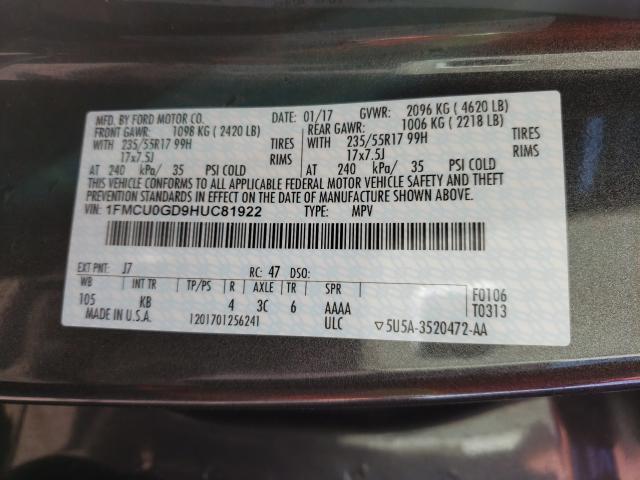 MFD. BY FORD MOTOR CO. DATE: 01/17 GVWR: 2096 KG ( 4620 LB)
FRONT GAWR: 1098 KG ( 2420 LB) REAR GAWR: 1006 KG ( 2218 LB)
WITH 235/55R17 99H TIRES WITH 235/55R17 99H TIRES
17x7.5J RIMS 17x7.5J RIMS
AT 240 kPa/ 35 PSI COLD AT 240 kPa/ 35 PSI COLD
THIS VEHICLE CONFORMS TO ALL APPLICABLE FEDERAL MOTOR VEHICLE SAFETY AND THEFT PREVENTION
STANDARDS IN EFFECT ON THE DATE OF MANUFACTURE SHOWN ABOVE.
VIN: 1FMCU0GD9HUC81922 TYPE: MPV
EXT PNT: J7 RC: 47 DSO:
WB INT TR TP/PS R AXLE TR SPR F0106
105 KB 4 3C 6 AAAA T0313
MADE IN U.S.A. 1201701256241 ULC ▽5U5A-3520472-AA